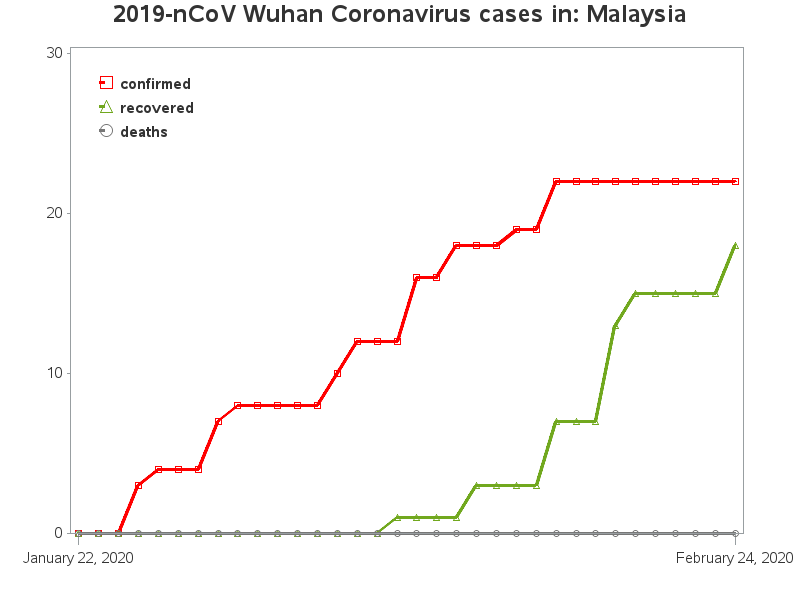 2019-nCoV Wuhan Coronavirus cases in: Malaysia
30
confirmed
recovered
deaths
20
10
0
January 22, 2020
February 24, 2020